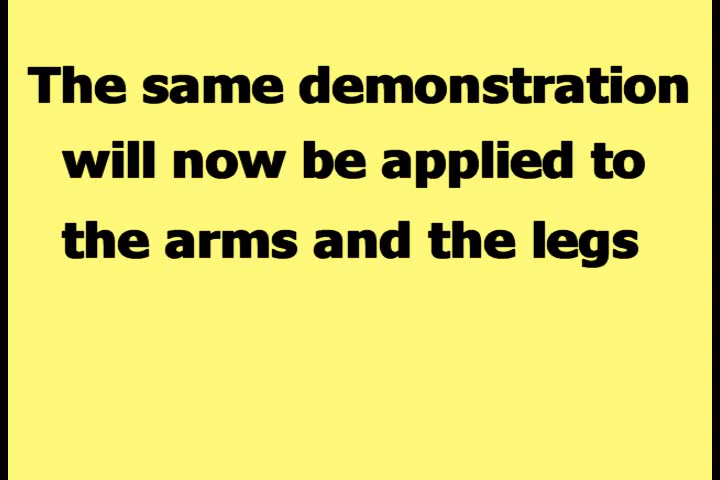 The same demonstration
will now be applied to
the arms and the legs